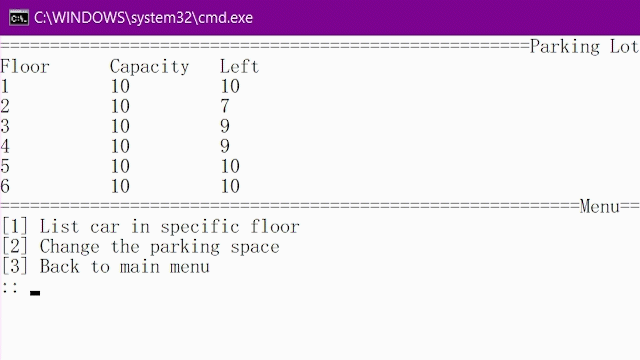 C:\WINDOWS\system32\cmd.exe
=====================================================Parking Lot
Floor Capacity Left
1 10 10
2 10 7
3 10 9
4 10 9
5 10 10
6 10 10
==========================================================Menu==
[1] List car in specific floor
[2] Change the parking space
[3] Back to main menu
:: _